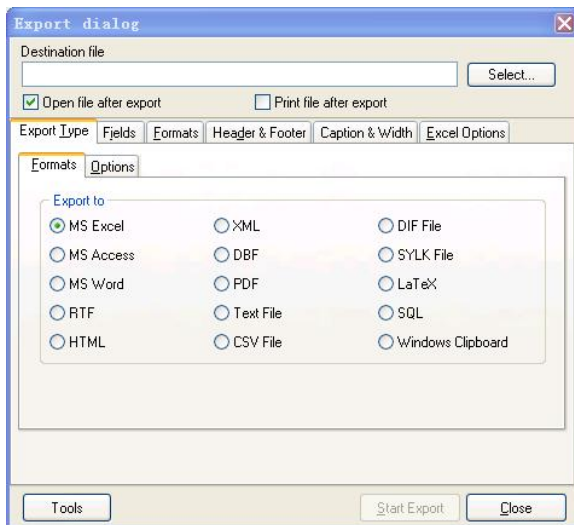 Export dialog
Destination file
Select...
Open file after export Print file after export
Export Type Fields Formats Header & Footer Caption & Width Excel Options
Formats Options
Export to
MS Excel XML DIF File
MS Access DBF SYLK File
MS Word PDF LaTeX
RTF Text File SQL
HTML CSV File Windows Clipboard
Tools Start Export Close